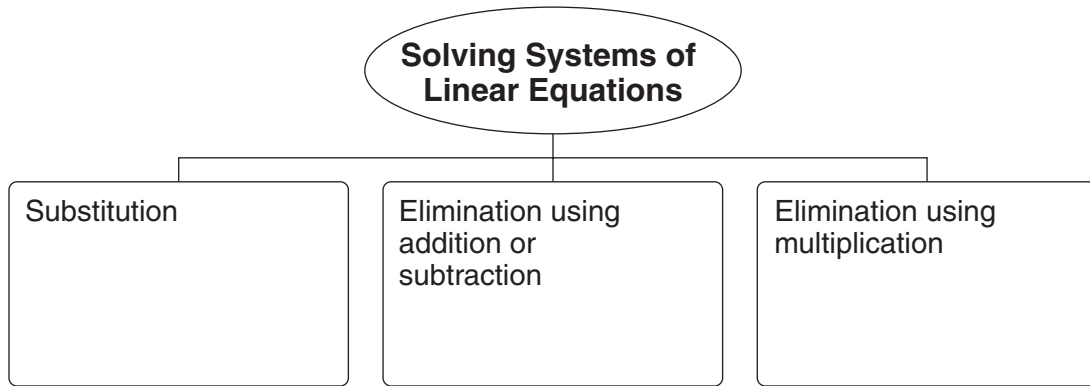 Solving Systems of
Linear Equations
Substitution
Elimination using
addition or
subtraction
Elimination using
multiplication